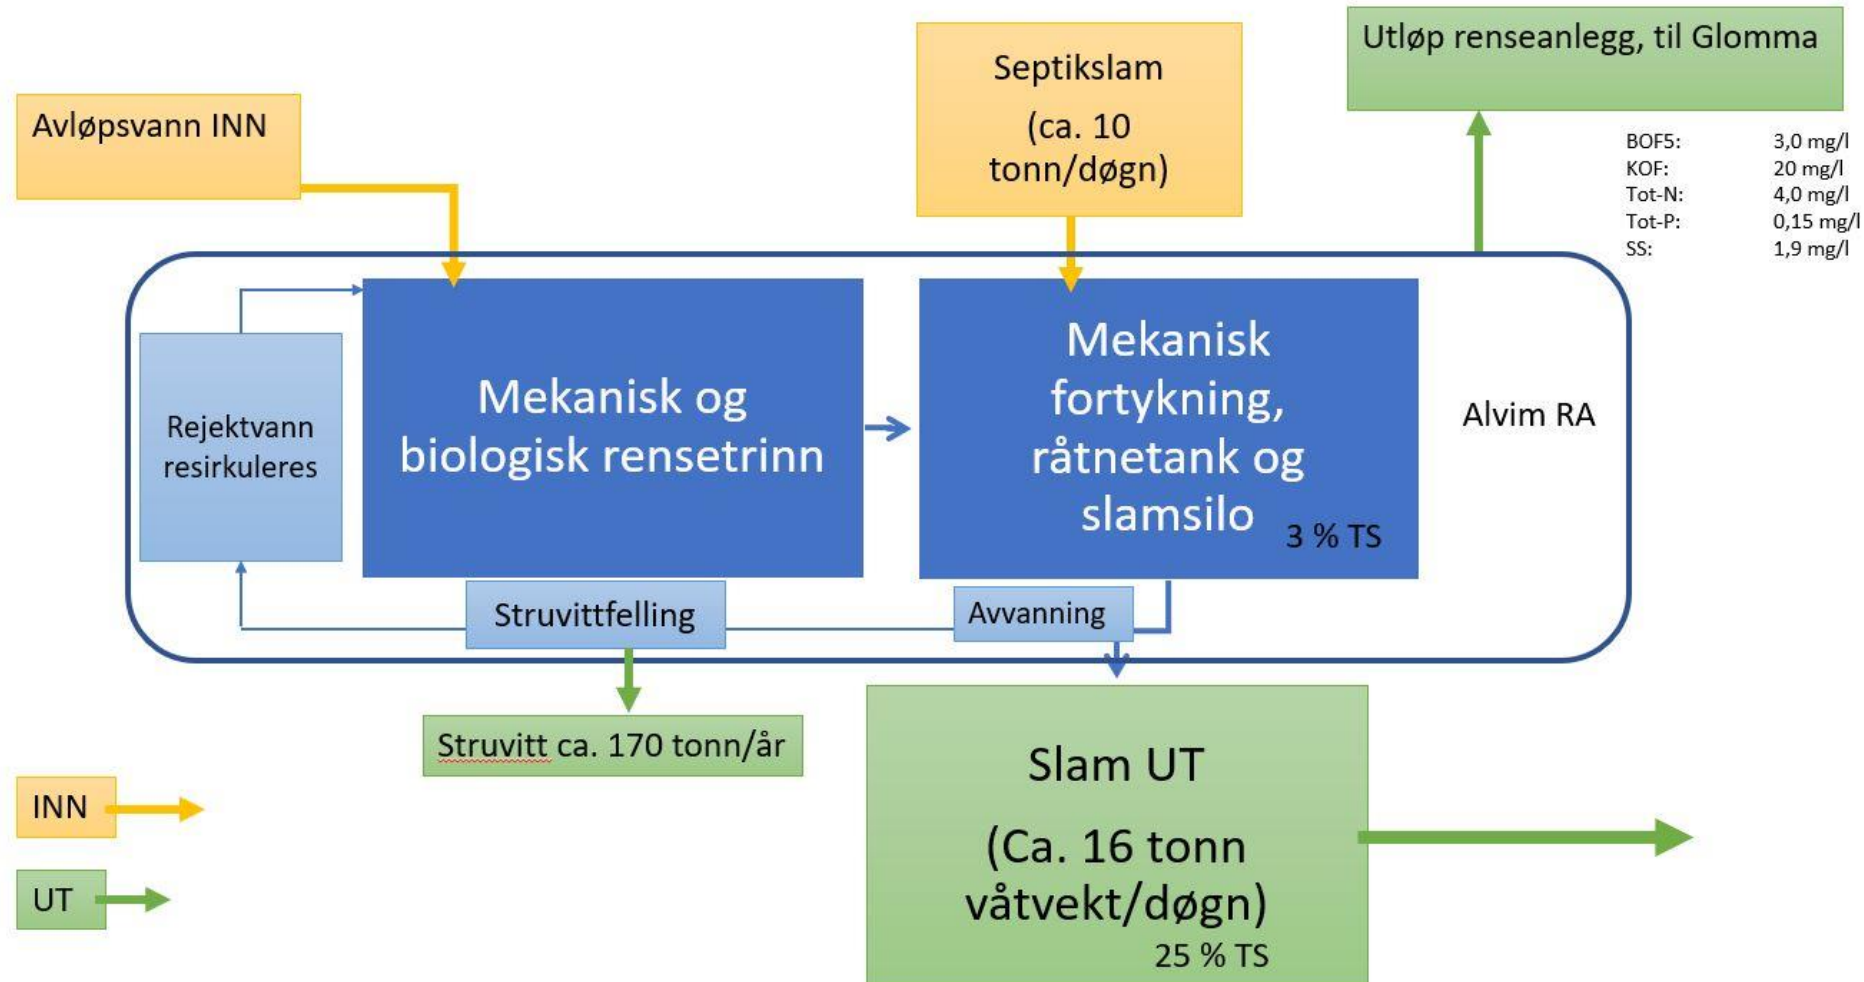 Utløp renseanlegg, til Glomma
Septikslam
(ca. 10
tonn/døgn)
Avløpsvann INN
BOF5: 3,0 mg/l
KOF: 20 mg/l
Tot-N: 4,0 mg/l
Tot-P: 0,15 mg/l
SS: 1,9 mg/l
Rejektvann
resirkuleres
Mekanisk og
biologisk rensetrinn
Mekanisk
fortykning,
råtnetank og
slamsilo
3 % TS
Alvim RA
Struvittfelling
Avvanning
Struvitt ca. 170 tonn/år
Slam UT
(Ca. 16 tonn
våtvekt/døgn)
25 % TS
INN
UT